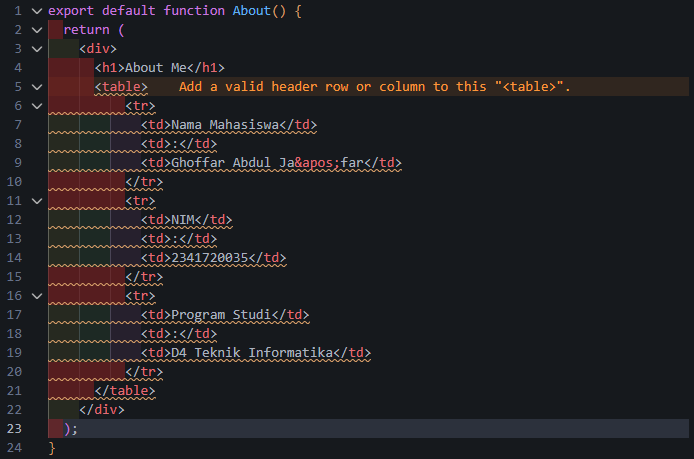 1 export default function About() {
2 return (
3 <div>
4 <h1>About Me</h1>
5 <table> Add a valid header row or column to this "<table>".
6 <tr>
7 <td>Nama Mahasiswa</td>
8 <td>:</td>
9 <td>Ghoffar Abdul Ja&apos;far</td>
10 </tr>
11 <tr>
12 <td>NIM</td>
13 <td>:</td>
14 <td>2341720035</td>
15 </tr>
16 <tr>
17 <td>Program Studi</td>
18 <td>:</td>
19 <td>D4 Teknik Informatika</td>
20 </tr>
21 </table>
22 </div>
23 );
24 }